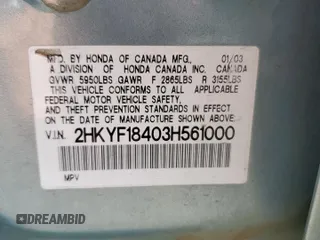 MFD. BY HONDA OF CANADA MFG., 01/03
A DIVISION OF HONDA CANADA INC. CANADA
GVWR 5950LBS GAWR F 2865LBS R 3155LBS
THIS VEHICLE CONFORMS TO ALL APPLICABLE
FEDERAL MOTOR VEHICLE SAFETY, BUMPER,
AND THEFT PREVENTION STANDARDS IN EFFECT
ON THE DATE OF MANUFACTURE SHOWN ABOVE.
V.I.N. 2HKYF18403H561000
MPV
DREAMBID